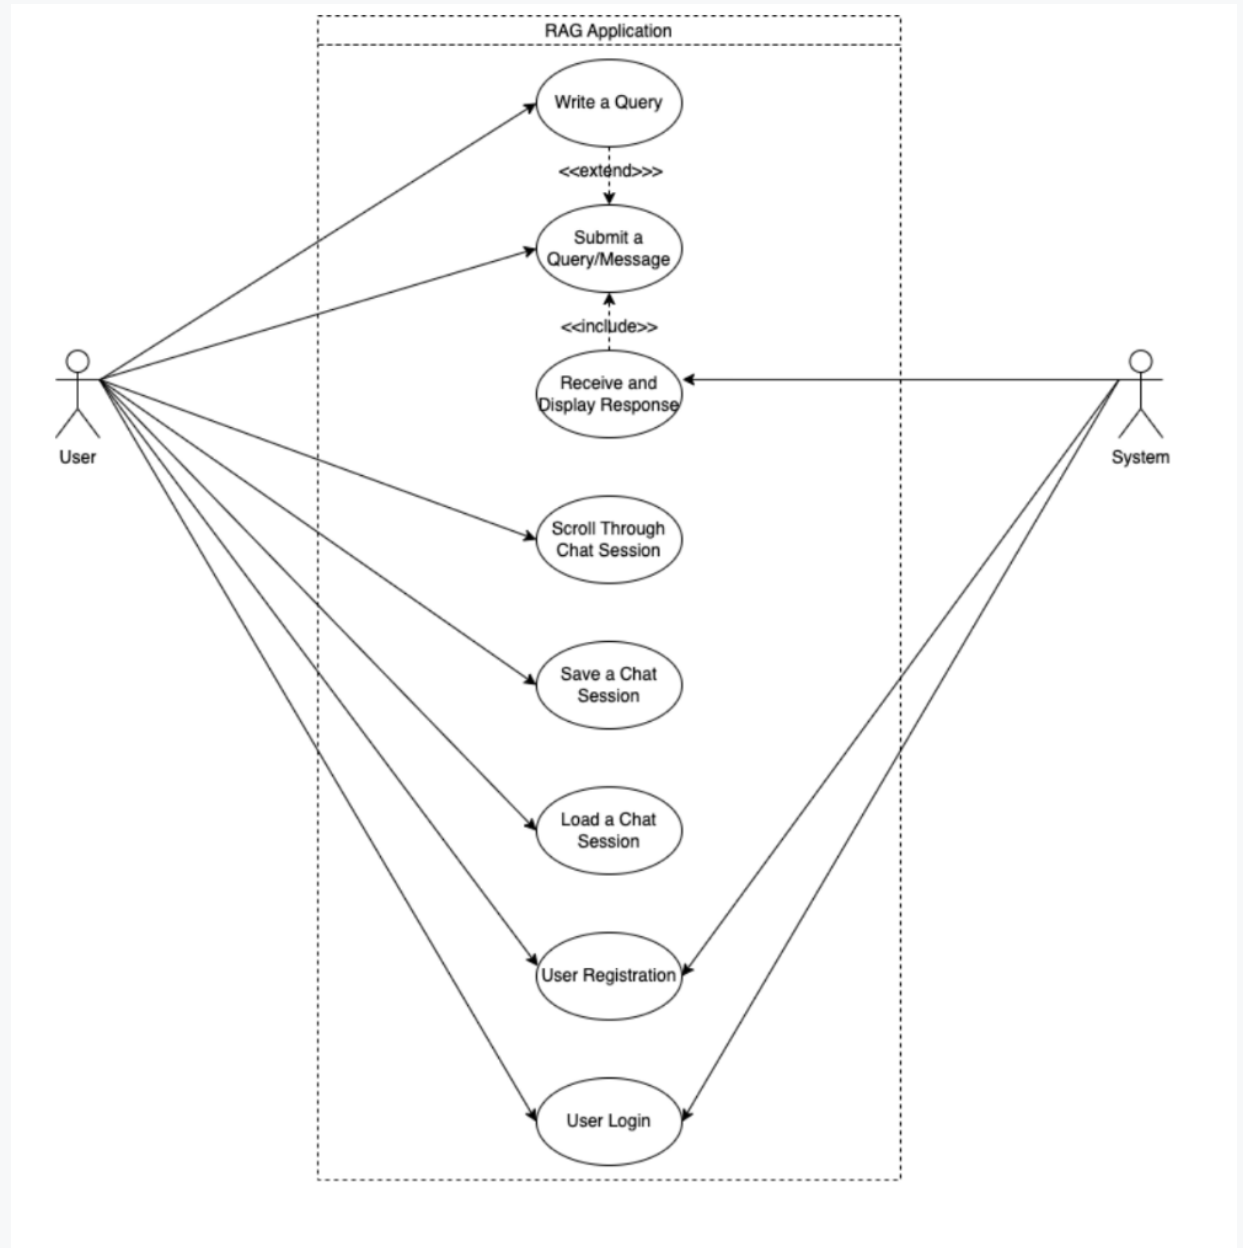 RAG Application
Write a Query
<<extend>>>
Submit a
Query/Message
<<include>>
Receive and
Display Response
User
System
Scroll Through
Chat Session
Save a Chat
Session
Load a Chat
Session
User Registration
User Login